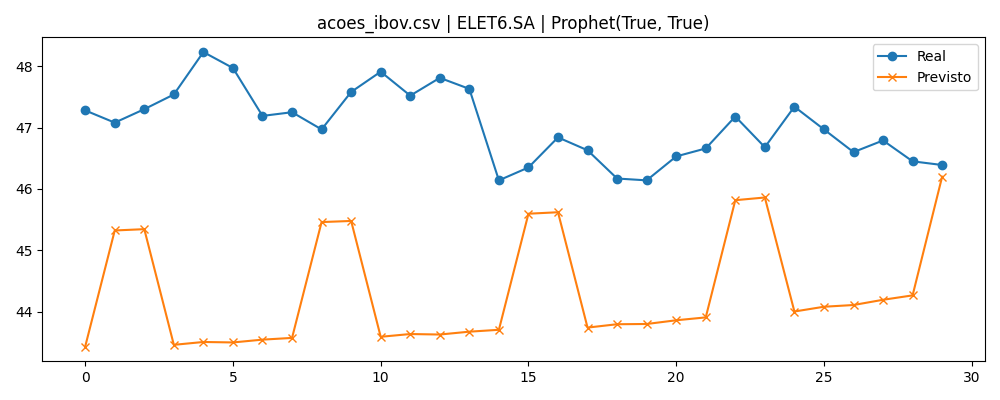 acoes_ibov.csv | ELET6.SA | Prophet(True, True)
Real
Previsto
48
47
46
45
44
0 5 10 15 20 25 30